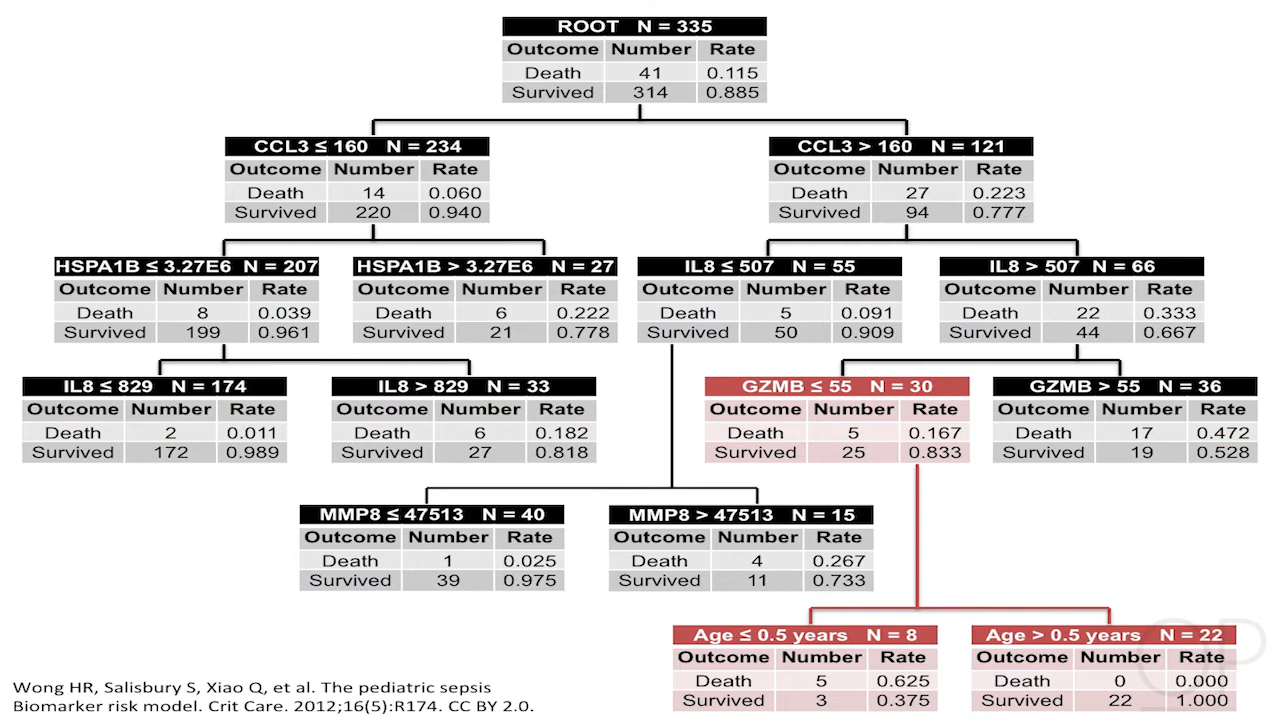 ROOT N = 335
Outcome Number Rate
Death 41 0.115
Survived 314 0.885
CCL3 ≤ 160 N = 234
Outcome Number Rate
Death 14 0.060
Survived 220 0.940
CCL3 > 160 N = 121
Outcome Number Rate
Death 27 0.223
Survived 94 0.777
HSPA1B ≤ 3.27E6 N = 207
Outcome Number Rate
Death 8 0.039
Survived 199 0.961
HSPA1B > 3.27E6 N = 27
Outcome Number Rate
Death 6 0.222
Survived 21 0.778
IL8 ≤ 507 N = 55
Outcome Number Rate
Death 5 0.091
Survived 50 0.909
IL8 > 507 N = 66
Outcome Number Rate
Death 22 0.333
Survived 44 0.667
IL8 ≤ 829 N = 174
Outcome Number Rate
Death 2 0.011
Survived 172 0.989
IL8 > 829 N = 33
Outcome Number Rate
Death 6 0.182
Survived 27 0.818
GZMB ≤ 55 N = 30
Outcome Number Rate
Death 5 0.167
Survived 25 0.833
GZMB > 55 N = 36
Outcome Number Rate
Death 17 0.472
Survived 19 0.528
MMP8 ≤ 47513 N = 40
Outcome Number Rate
Death 1 0.025
Survived 39 0.975
MMP8 > 47513 N = 15
Outcome Number Rate
Death 4 0.267
Survived 11 0.733
Age ≤ 0.5 years N = 8
Outcome Number Rate
Death 5 0.625
Survived 3 0.375
Age > 0.5 years N = 22
Outcome Number Rate
Death 0 0.000
Survived 22 1.000
Wong HR, Salisbury S, Xiao Q, et al. The pediatric sepsis
Biomarker risk model. Crit Care. 2012;16(5):R174. CC BY 2.0.